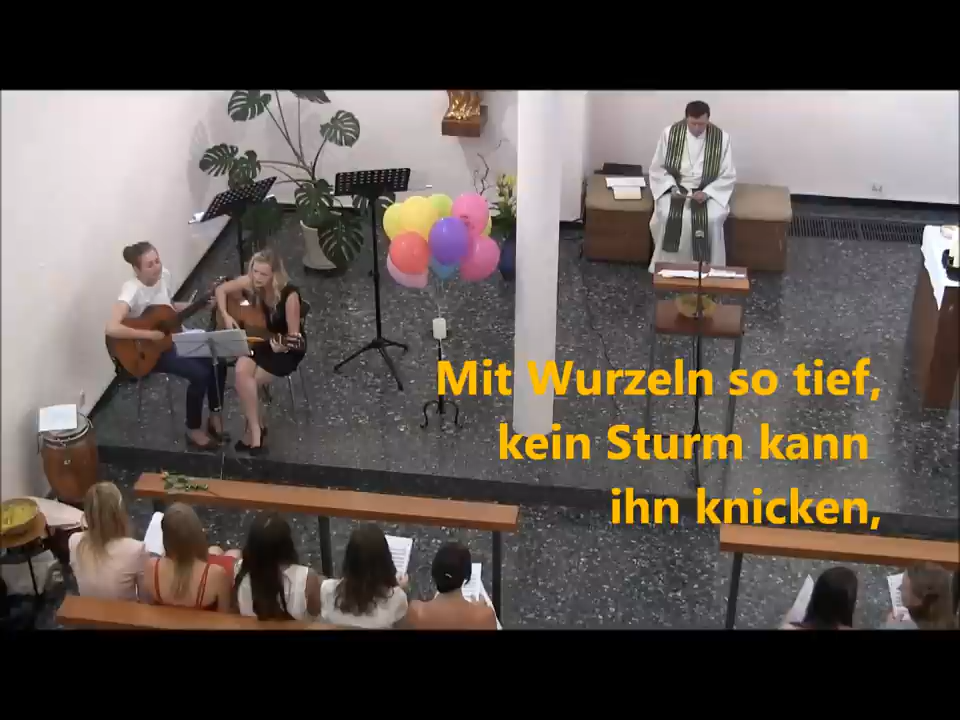 Mit Wurzeln so tief,
kein Sturm kann
ihn knicken,